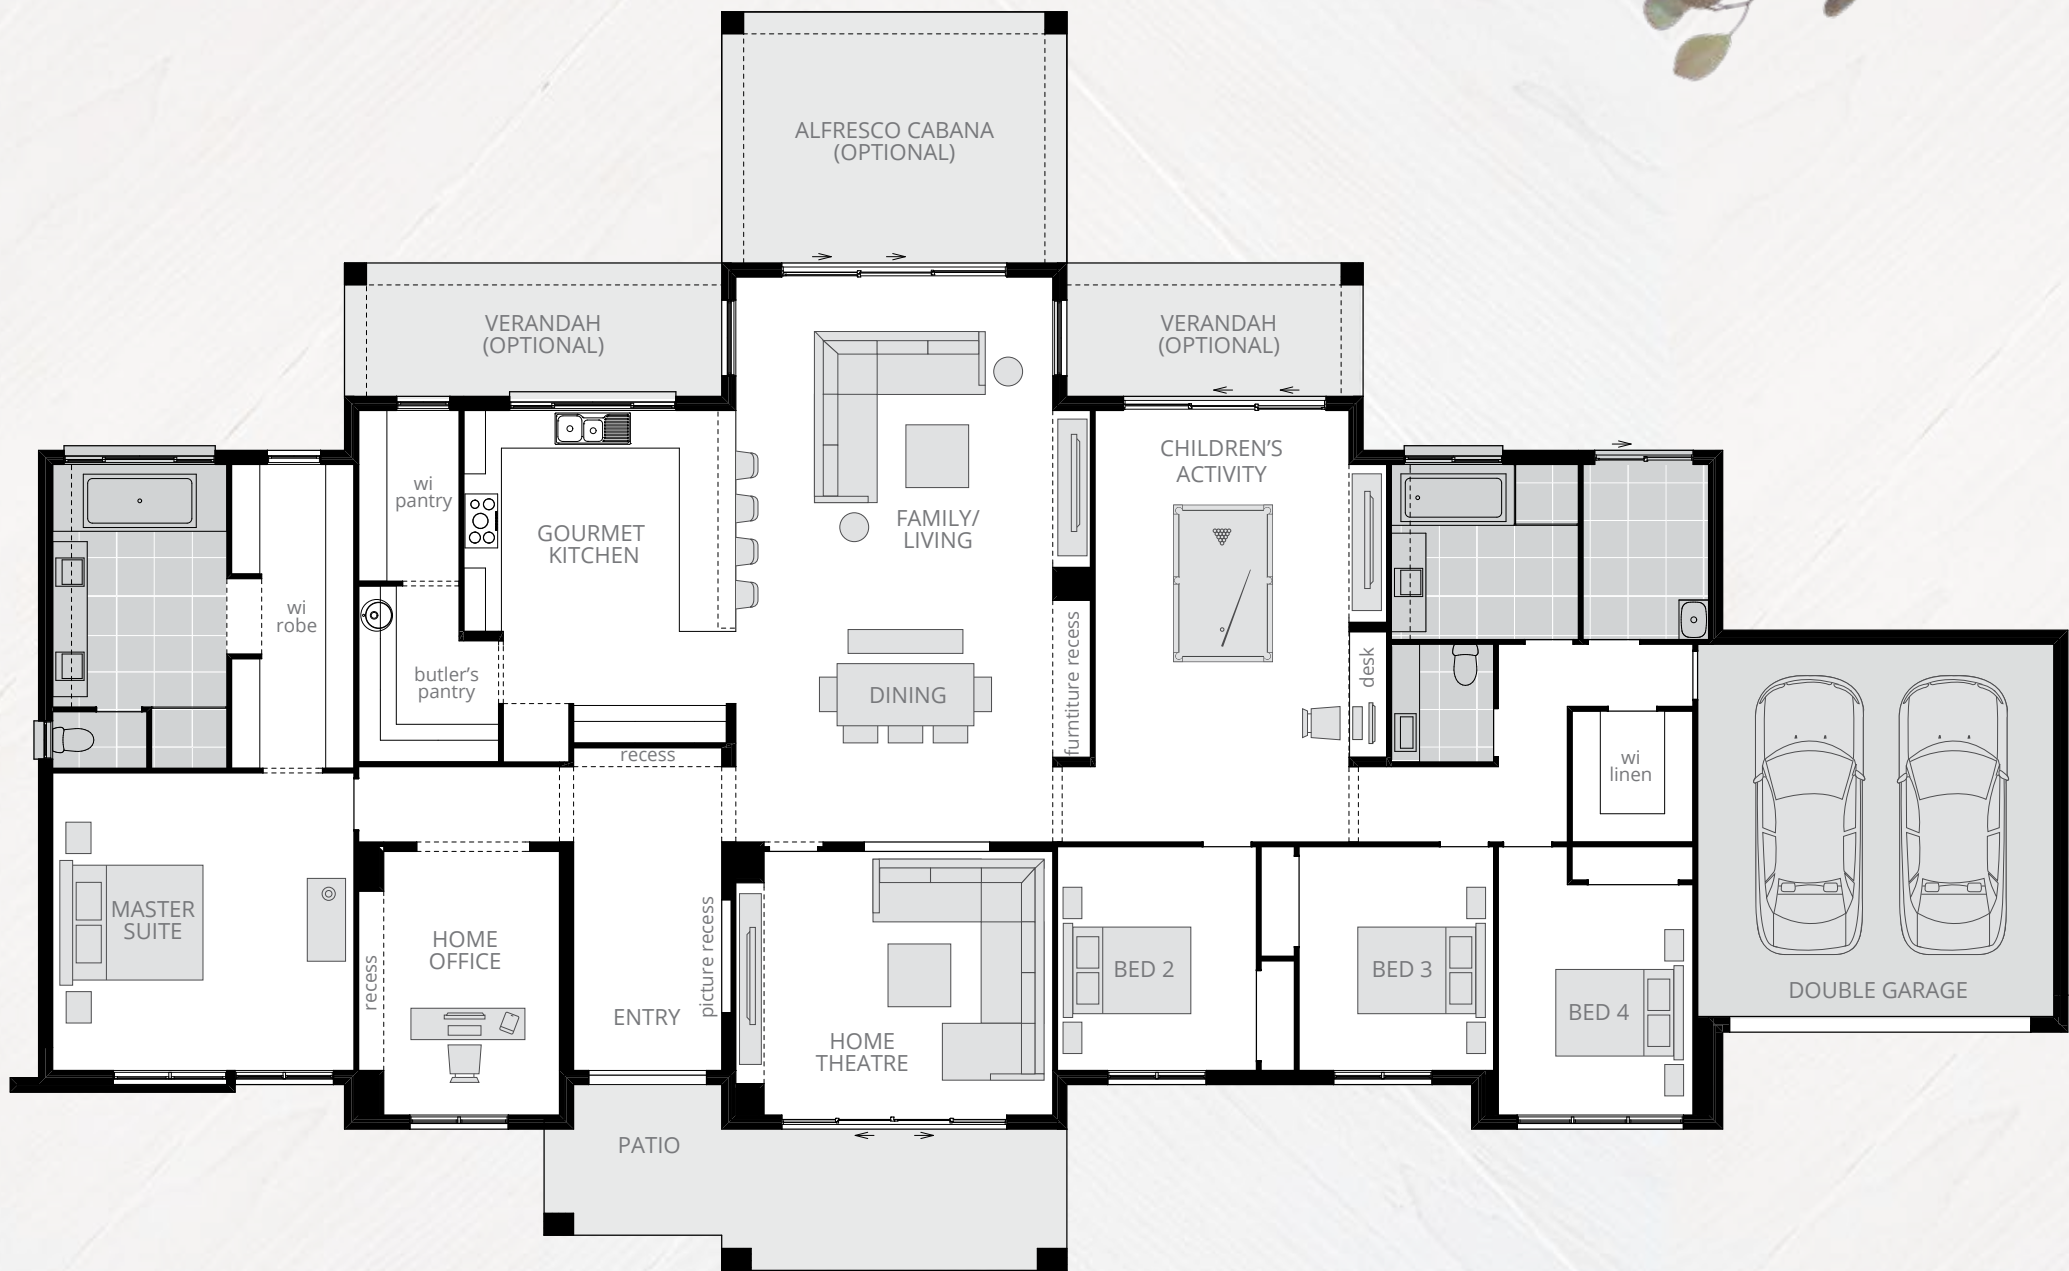 ALFRESCO CABANA
(OPTIONAL)
VERANDAH
(OPTIONAL)
VERANDAH
(OPTIONAL)
CHILDREN'S
ACTIVITY
wi
pantry
GOURMET
KITCHEN
FAMILY/
LIVING
wi
robe
butler's
pantry
DINING
furntiture recess
desk
recess
wi
linen
MASTER
SUITE
recess
HOME
OFFICE
picture recess
ENTRY
HOME
THEATRE
BED 2
BED 3
BED 4
DOUBLE GARAGE
PATIO